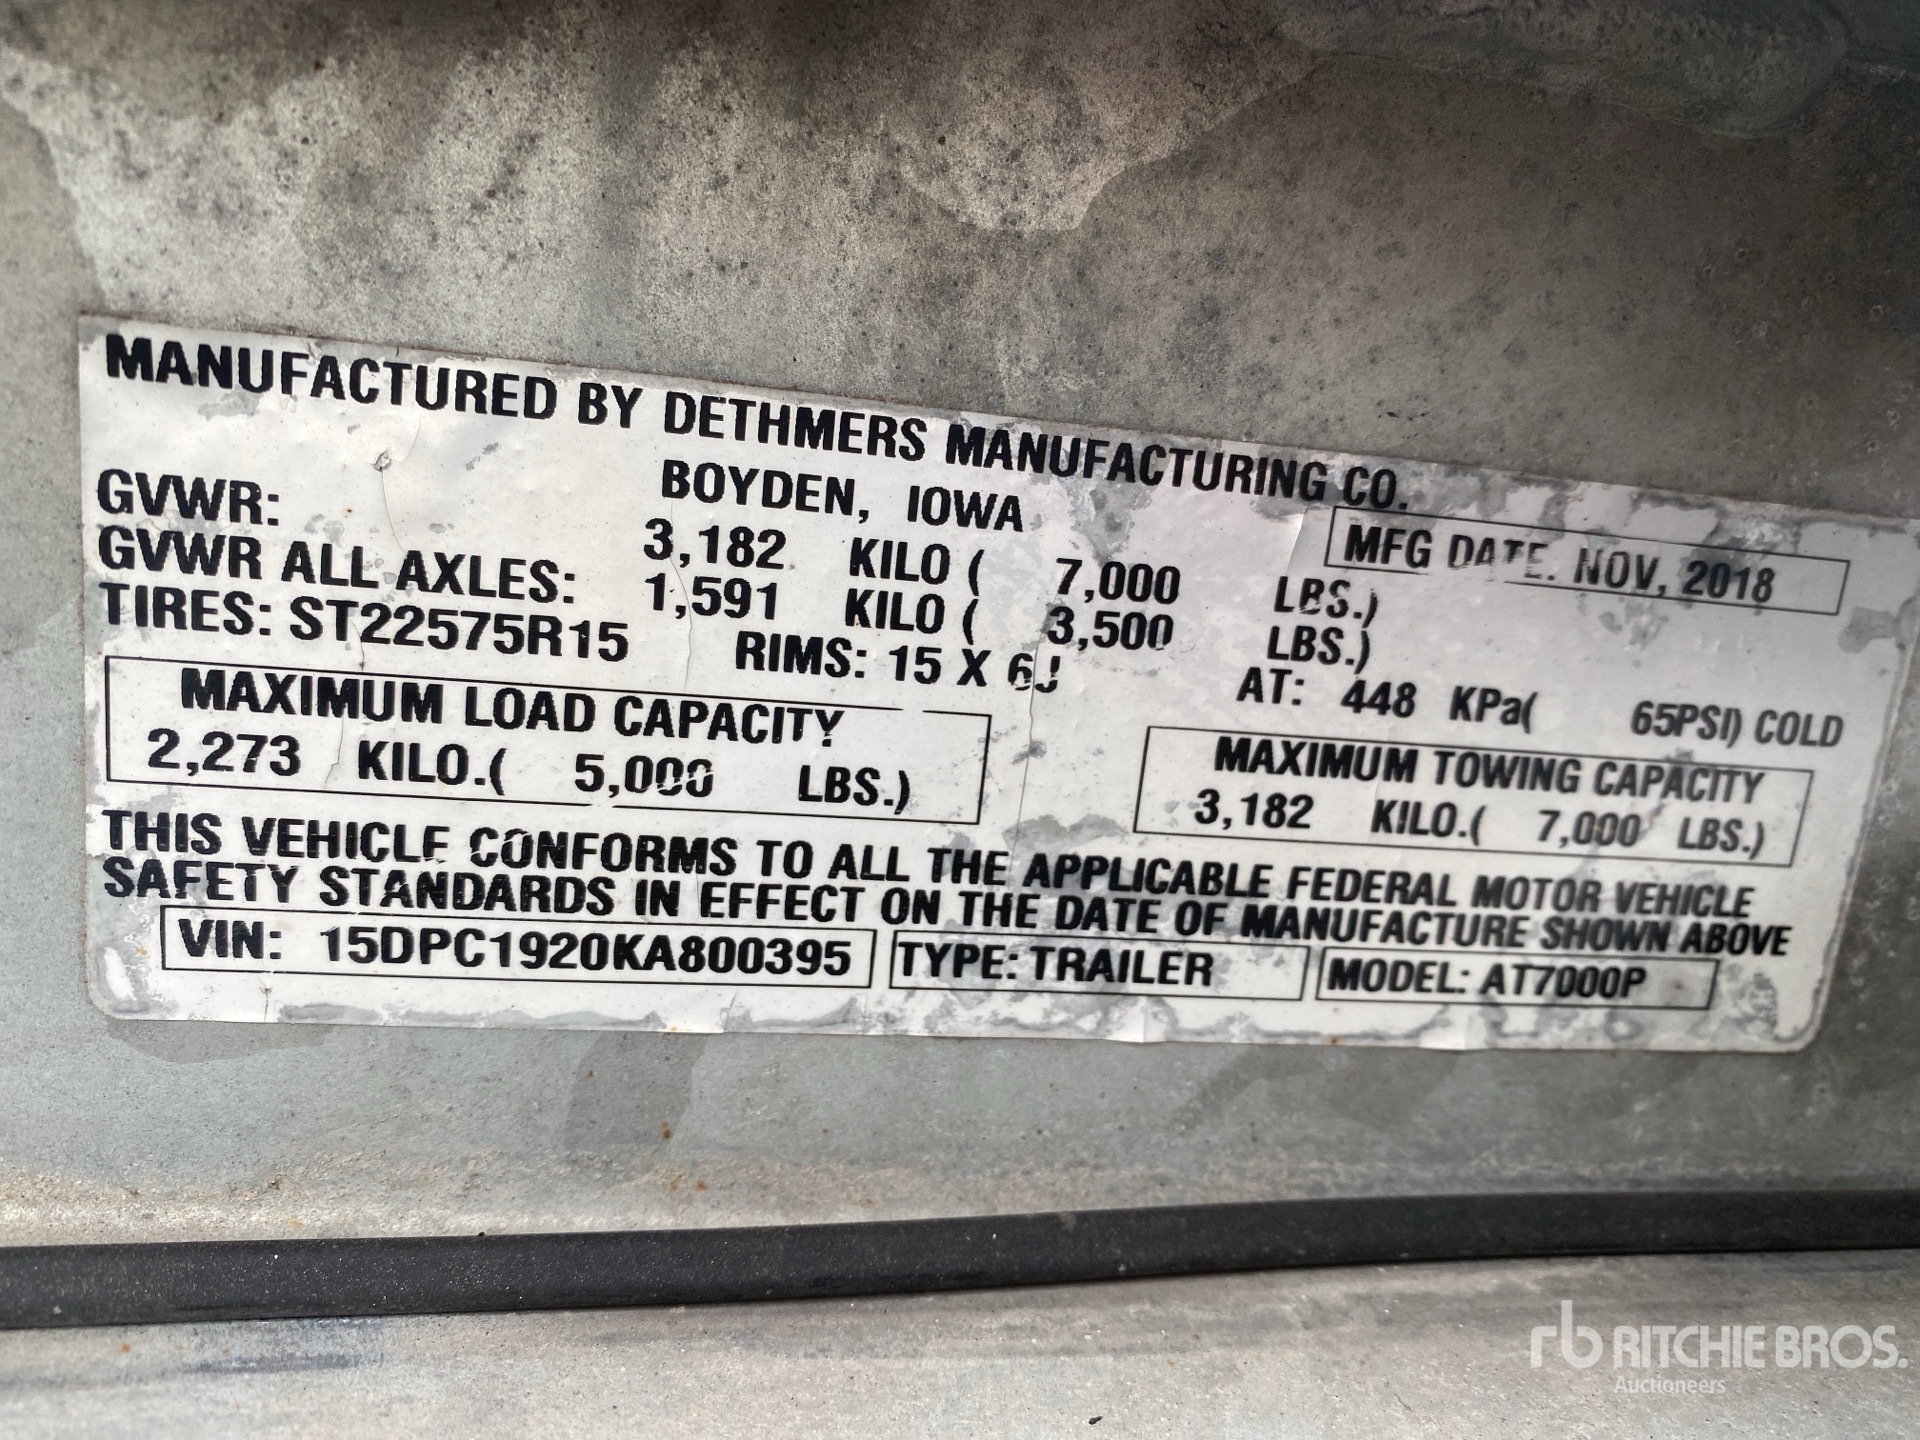 MANUFACTURED BY DETHMERS MANUFACTURING CO.
BOYDEN, IOWA
MFG DATE. NOV, 2018
GVWR: 3,182 KILO ( 7,000 LBS.)
GVWR ALL AXLES: 1,591 KILO ( 3,500 LBS.)
TIRES: ST22575R15 RIMS: 15 X 6J AT: 448 KPa( 65PSI) COLD
MAXIMUM LOAD CAPACITY
2,273 KILO.( 5,000 LBS.)
MAXIMUM TOWING CAPACITY
3,182 KILO.( 7,000 LBS.)
THIS VEHICLE CONFORMS TO ALL THE APPLICABLE FEDERAL MOTOR VEHICLE
SAFETY STANDARDS IN EFFECT ON THE DATE OF MANUFACTURE SHOWN ABOVE
VIN: 15DPC1920KA800395 TYPE: TRAILER MODEL: AT7000P
rb RITCHIE BROS.
Auctioneers